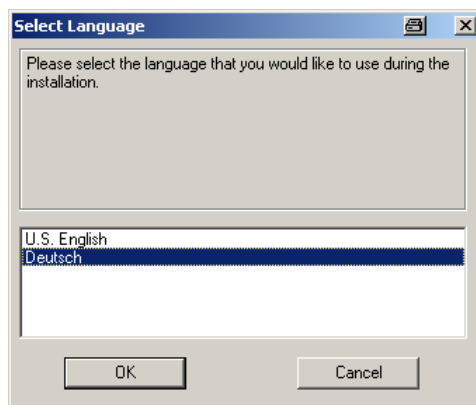 Select Language
Please select the language that you would like to use during the
installation.
U.S. English
Deutsch
OK
Cancel